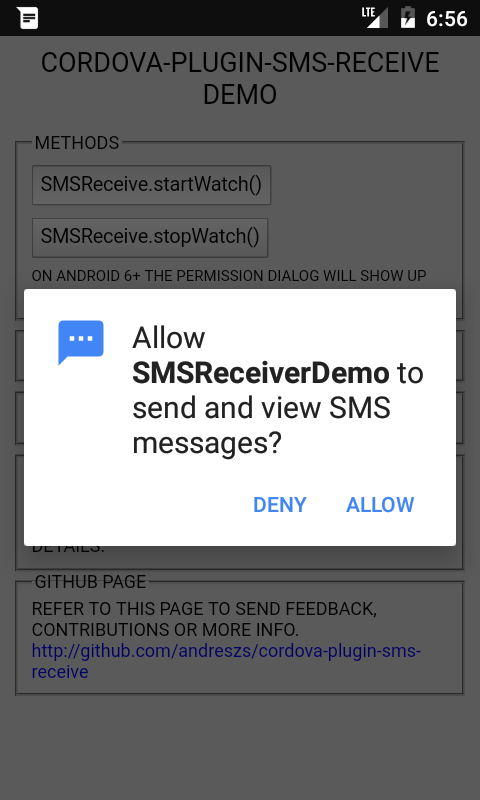 LTE 6:56
CORDOVA-PLUGIN-SMS-RECEIVE
DEMO
METHODS
SMSReceive.startWatch()
SMSReceive.stopWatch()
ON ANDROID 6+ THE PERMISSION DIALOG WILL SHOW UP
Allow
SMSReceiverDemo to
send and view SMS
messages?
DENY ALLOW
DETAILS.
GITHUB PAGE
REFER TO THIS PAGE TO SEND FEEDBACK,
CONTRIBUTIONS OR MORE INFO.
http://github.com/andreszs/cordova-plugin-sms-
receive